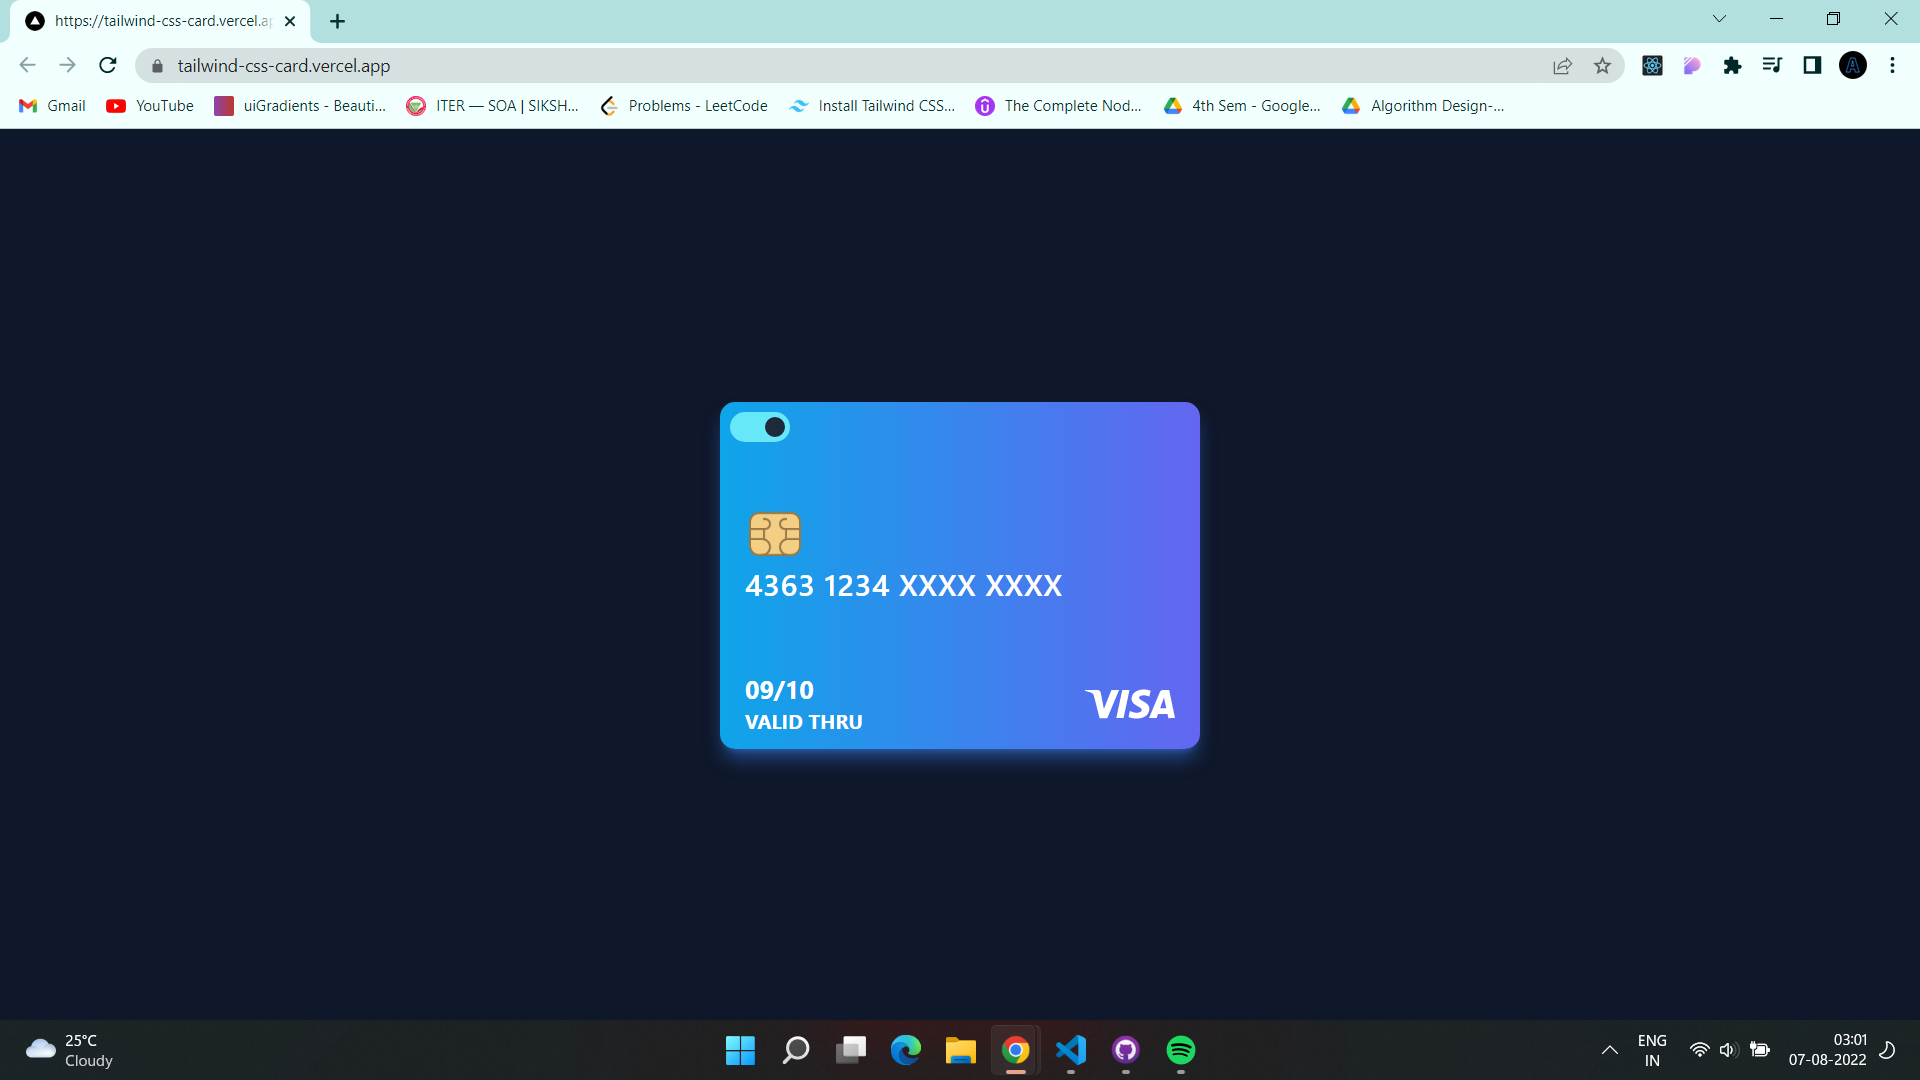 https://tailwind-css-card.vercel.ap
tailwind-css-card.vercel.app
Gmail
YouTube
uiGradients - Beauti...
ITER — SOA | SIKSH...
Problems - LeetCode
Install Tailwind CSS...
The Complete Nod...
4th Sem - Google...
Algorithm Design-...
4363 1234 XXXX XXXX
09/10
VALID THRU
VISA
25°C
Cloudy
ENG
IN
03:01
07-08-2022